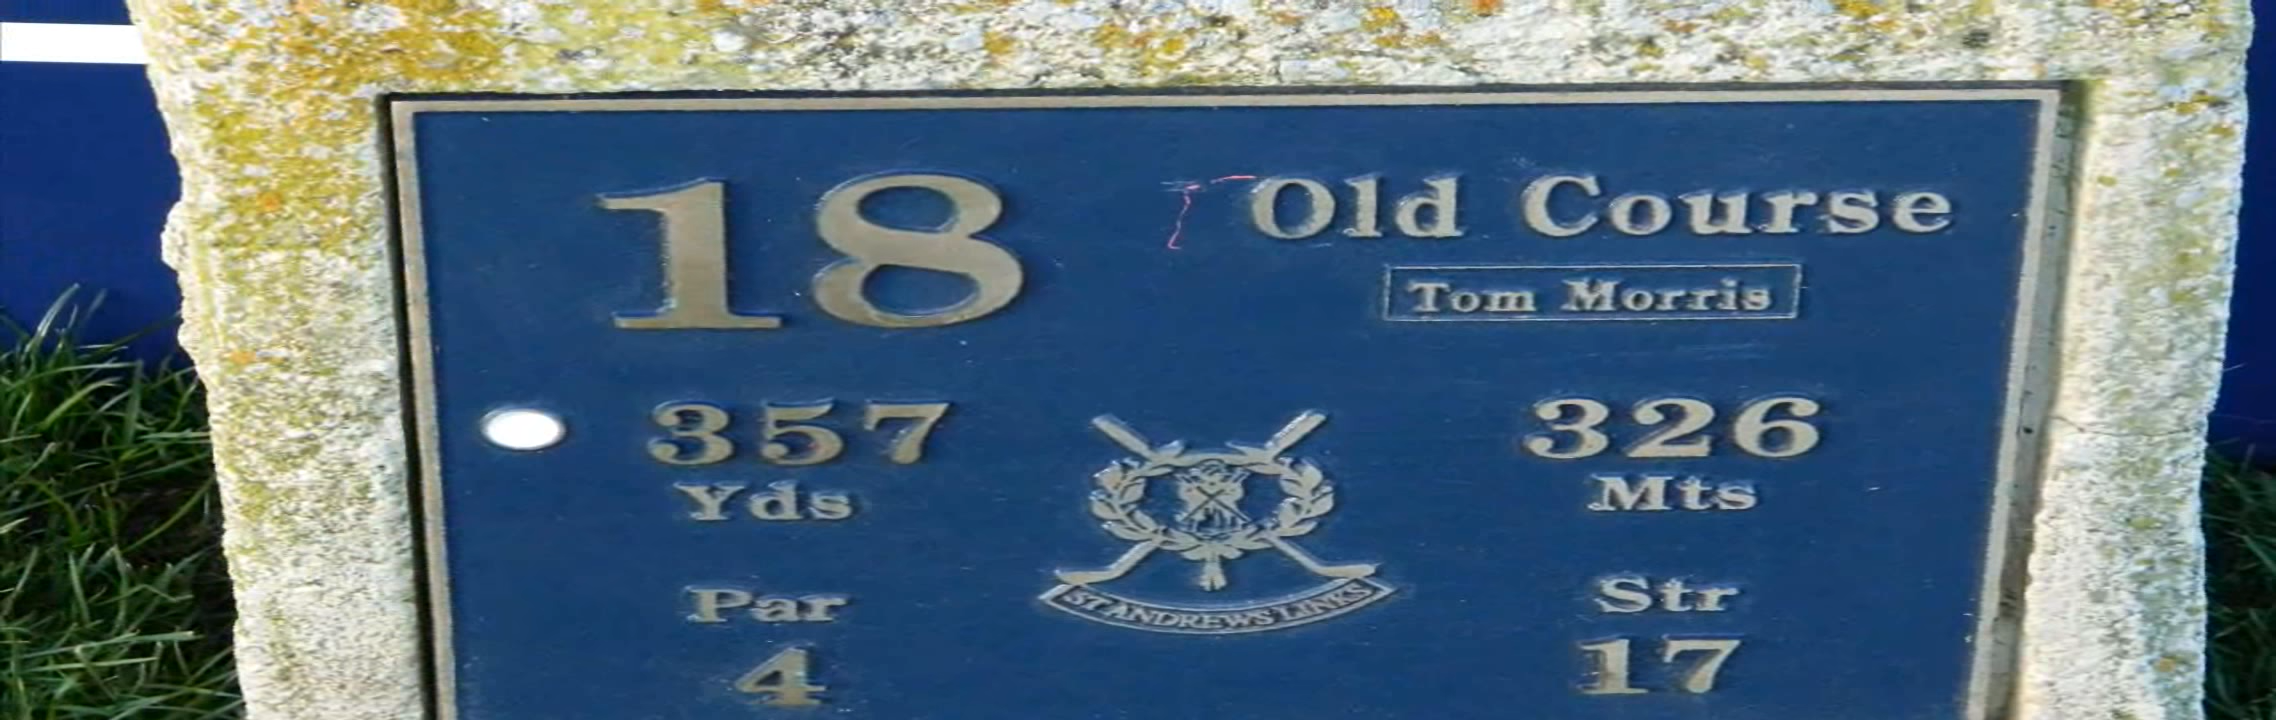 18
Old Course
Tom Morris
357
Yds
326
Mts
ST ANDREWS LINKS
Par
4
Str
17